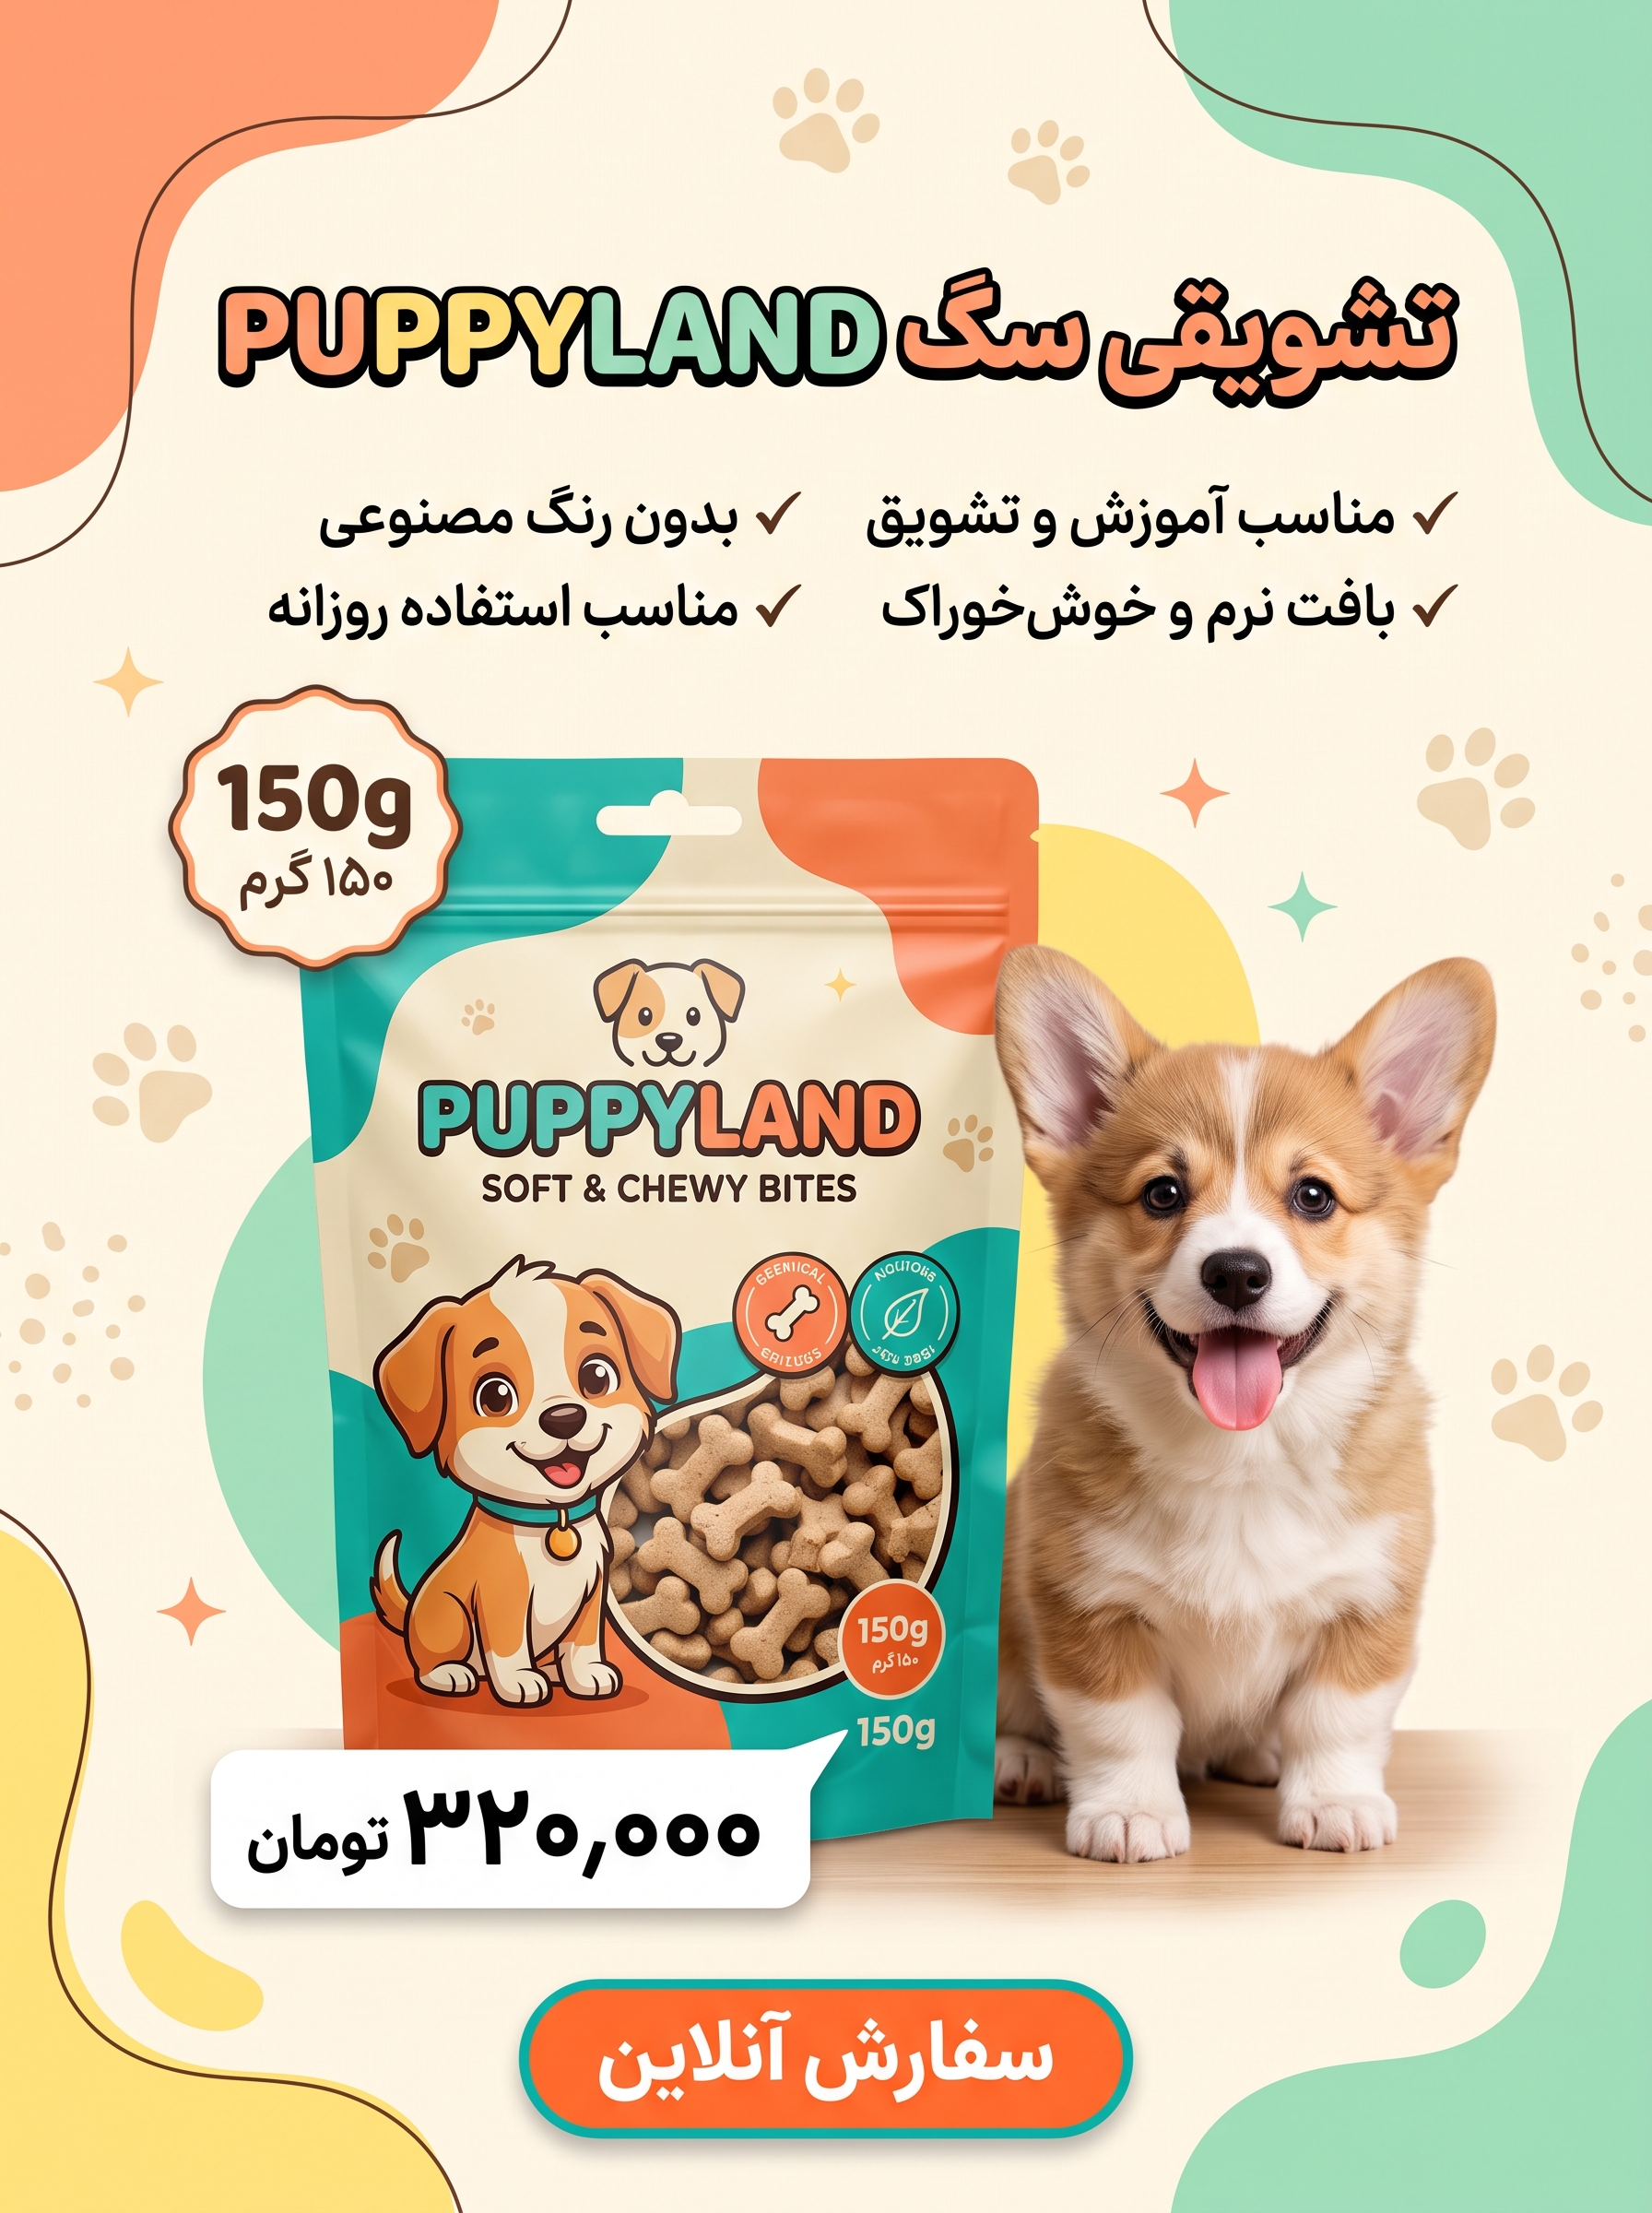 تشویقی سگ PUPPYLAND
✓ مناسب آموزش و تشویق
✓ بدون رنگ مصنوعی
✓ بافت نرم و خوش‌خوراک
✓ مناسب استفاده روزانه
150g
۱۵۰ گرم
PUPPYLAND
SOFT & CHEWY BITES
150g
۱۵۰ گرم
150g
۳۲۰,۰۰۰ تومان
سفارش آنلاین